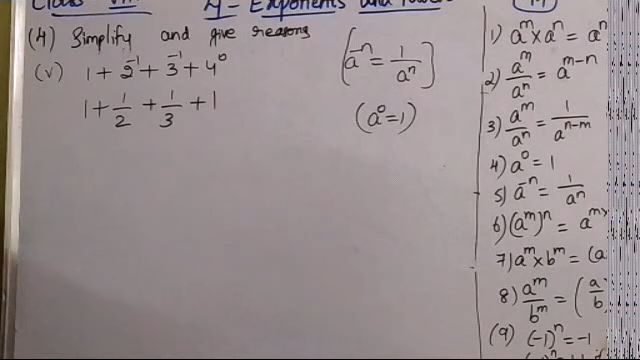 4 - Exponents and Powers
(4) Simplify and give reasons
(v) 1 + 2⁻¹ + 3⁻¹ + 4⁰
1 + 1/2 + 1/3 + 1
[a⁻ⁿ = 1/aⁿ]
(a⁰ = 1)
1) aᵐ × aⁿ = a
2) aᵐ/aⁿ = aᵐ⁻ⁿ
3) aᵐ/aⁿ = 1/aⁿ⁻ᵐ
4) a⁰ = 1
5) a⁻ⁿ = 1/aⁿ
6) (aᵐ)ⁿ = aᵐ
7) aᵐ × bᵐ = (a
8) aᵐ/bᵐ = (a/b
(9) (-1)ⁿ = -1